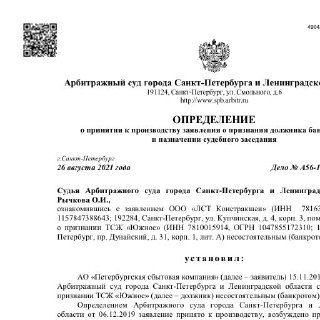 4904
Арбитражный суд города Санкт-Петербурга и Ленинградск
191124, Санкт-Петербург, ул. Смольного, д.6
http://www.spb.arbitr.ru
ОПРЕДЕЛЕНИЕ
о принятии к производству заявления о признании должника бан
и назначении судебного заседания
г.Санкт-Петербург
26 августа 2021 года Дело № А56-1
Судья Арбитражного суда города Санкт-Петербурга и Ленинград
Рычкова О.И.,
ознакомившись с заявлением ООО «ЛСТ Констракшен» (ИНН 78163
1157847388643; 192284, Санкт-Петербург, ул. Купчинская, д. 4, корп. 3, пом
о признании ТСЖ «Южное» (ИНН 7810015914, ОГРН 1047855172310; 1
Петербург, пр. Дунайский, д. 31, корп. 1, лит. А) несостоятельным (банкрот
установил:
АО «Петербургская сбытовая компания» (далее – заявитель) 15.11.201
Арбитражный суд города Санкт-Петербурга и Ленинградской области с
признании ТСЖ «Южное» (далее – должник) несостоятельным (банкротом)
Определением Арбитражного суда города Санкт-Петербурга и Л
области от 06.12.2019 заявление принято к производству, возбуждено пр